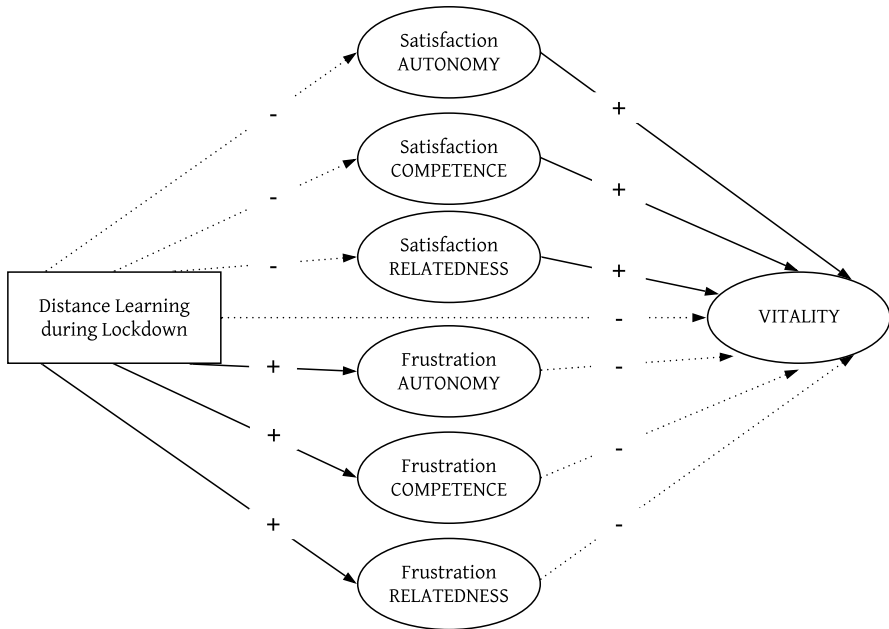 Satisfaction
AUTONOMY
+
-
Satisfaction
COMPETENCE
+
-
Satisfaction
RELATEDNESS
+
-
Distance Learning
during Lockdown
-
VITALITY
+
Frustration
AUTONOMY
-
+
Frustration
COMPETENCE
-
+
Frustration
RELATEDNESS
-